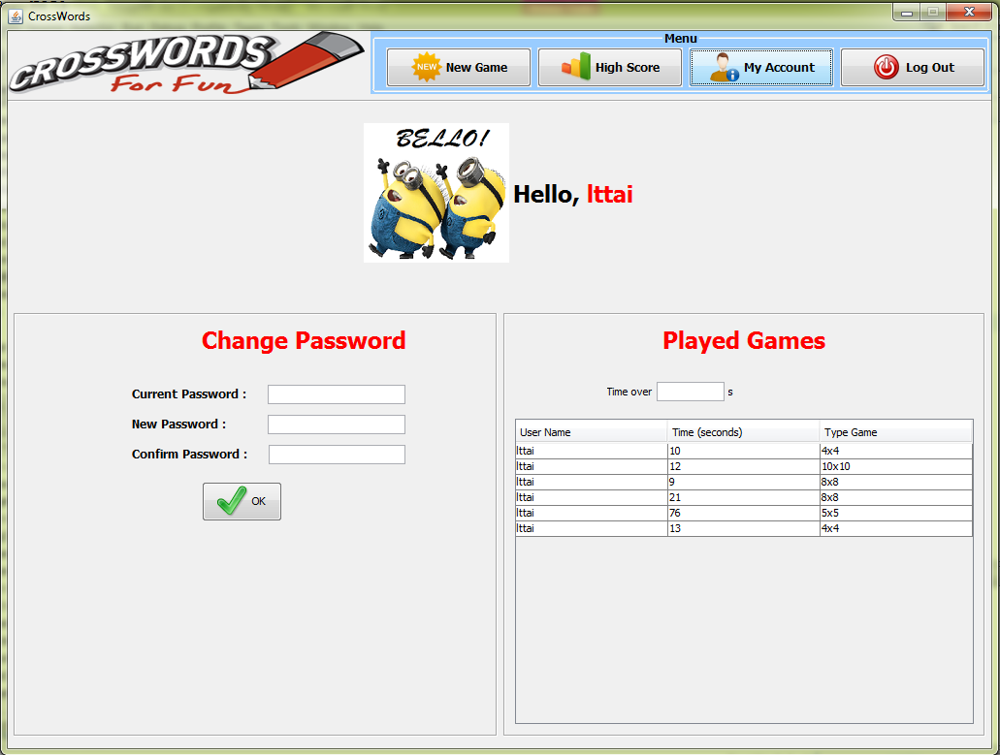 CrossWords
CROSSWORDS
For Fun
Menu
NEW New Game
High Score
My Account
Log Out
BELLO!
Hello, lttai
Change Password
Current Password :
New Password :
Confirm Password :
OK
Played Games
Time over s
User Name Time (seconds) Type Game
lttai 10 4x4
lttai 12 10x10
lttai 9 8x8
lttai 21 8x8
lttai 76 5x5
lttai 13 4x4